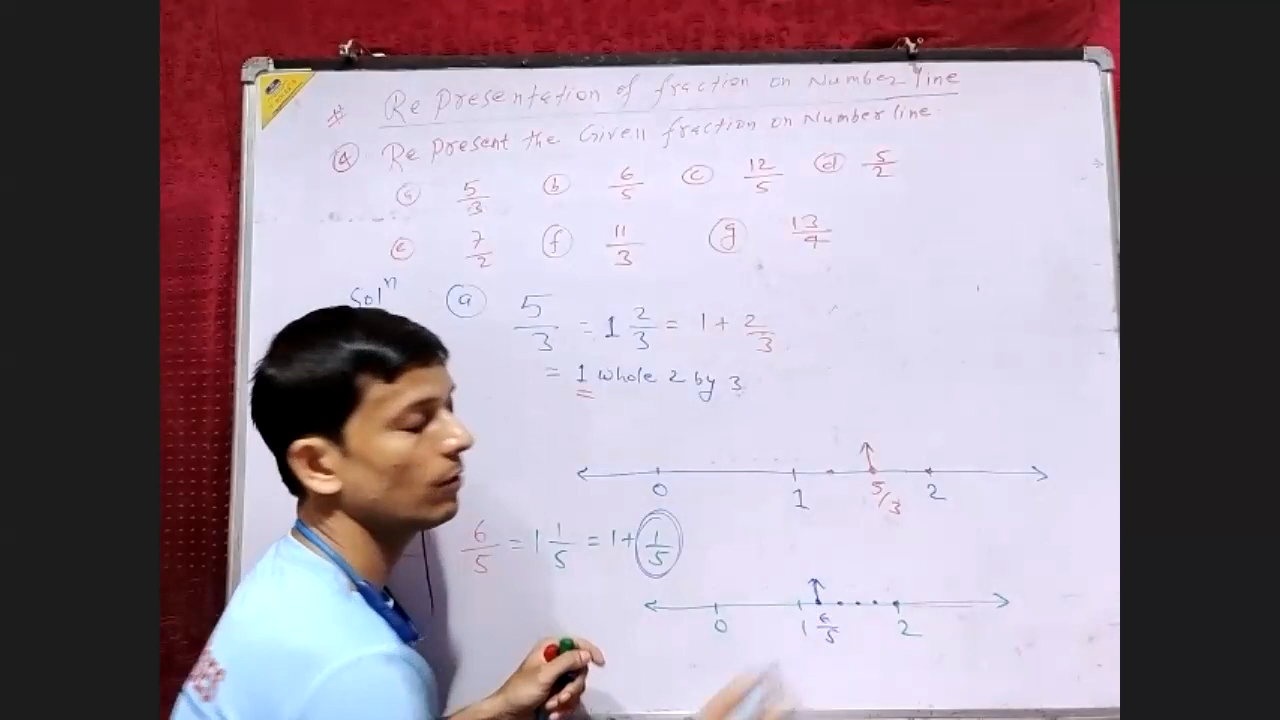 # Representation of fraction on Number line
Q Represent the Given fraction on Number line.
a 5/3 b 6/5 c 12/5 d 5/2
e 7/2 f 11/3 g 13/4
Solⁿ a 5/3 = 1 2/3 = 1 + 2/3
= 1 whole 2 by 3
0 1 5/3 2
6/5 = 1 1/5 = 1 + 1/5
0 1 6/5 2